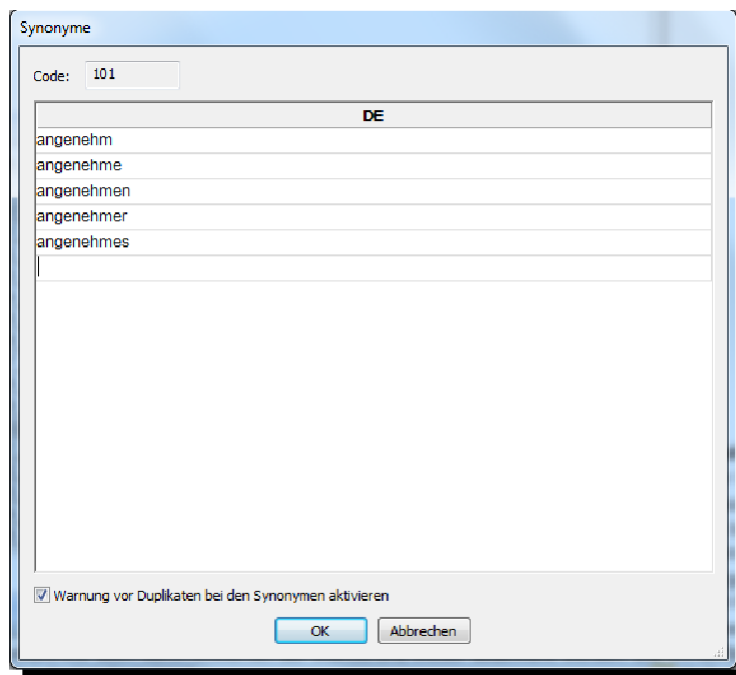 Synonyme
Code: 101
DE
angenehm
angenehme
angenehmen
angenehmer
angenehmes
Warnung vor Duplikaten bei den Synonymen aktivieren
OK Abbrechen